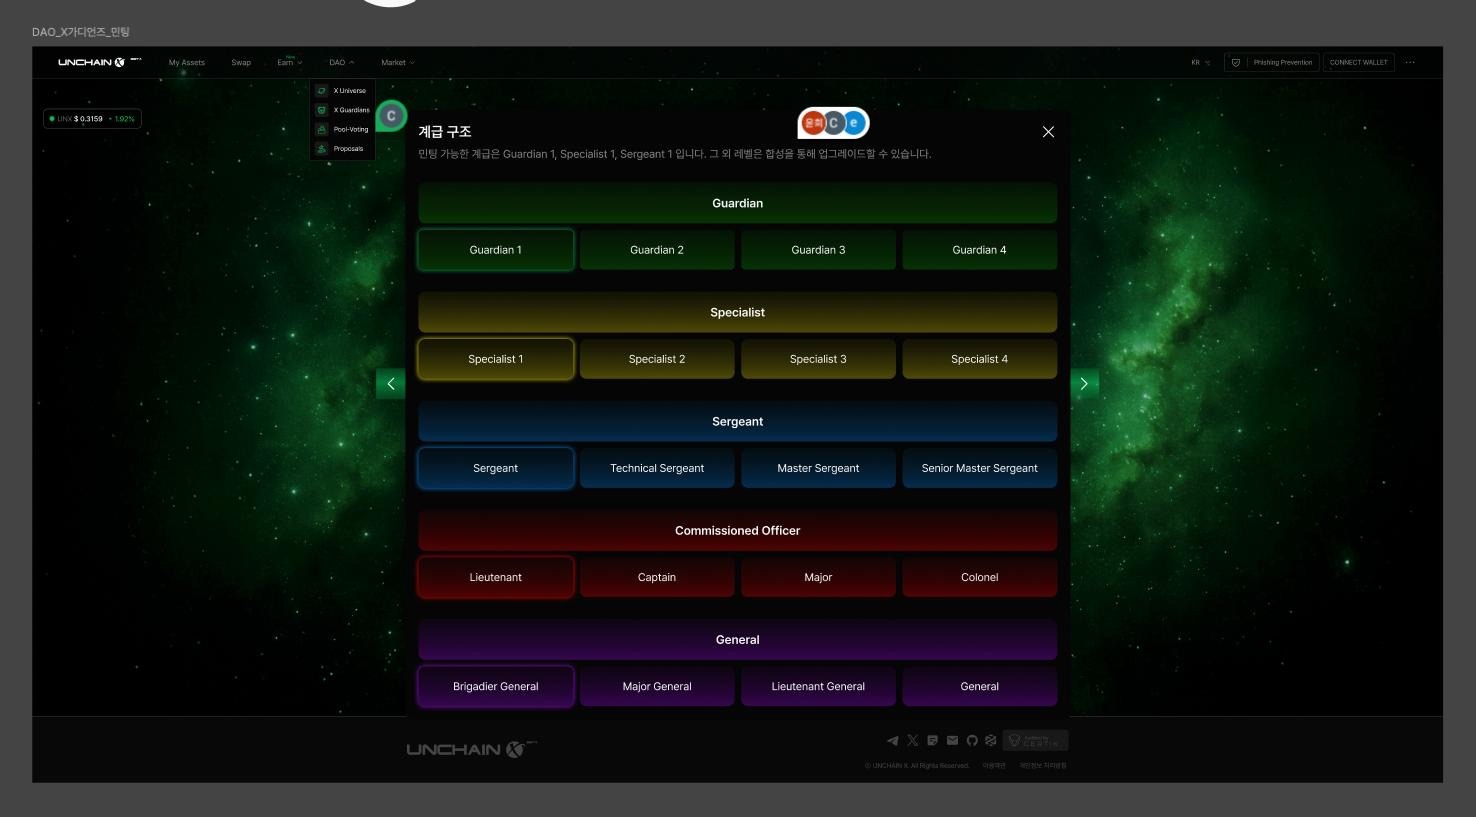 DAO_X가디언즈_민팅
UNCHAIN X
My Assets
Swap
Earn
New
DAO
Market
KR
Phishing Prevention
CONNECT WALLET
X Universe
X Guardians
Pool-Voting
Proposals
UNX $ 0.3159 • 1.92%
C
계급 구조
윤희 C e
민팅 가능한 계급은 Guardian 1, Specialist 1, Sergeant 1 입니다. 그 외 레벨은 합성을 통해 업그레이드할 수 있습니다.
Guardian
Guardian 1
Guardian 2
Guardian 3
Guardian 4
Specialist
Specialist 1
Specialist 2
Specialist 3
Specialist 4
Sergeant
Sergeant
Technical Sergeant
Master Sergeant
Senior Master Sergeant
Commissioned Officer
Lieutenant
Captain
Major
Colonel
General
Brigadier General
Major General
Lieutenant General
General
UNCHAIN X
CERTIK
© UNCHAIN X. All Rights Reserved.
이용약관
개인정보 처리방침